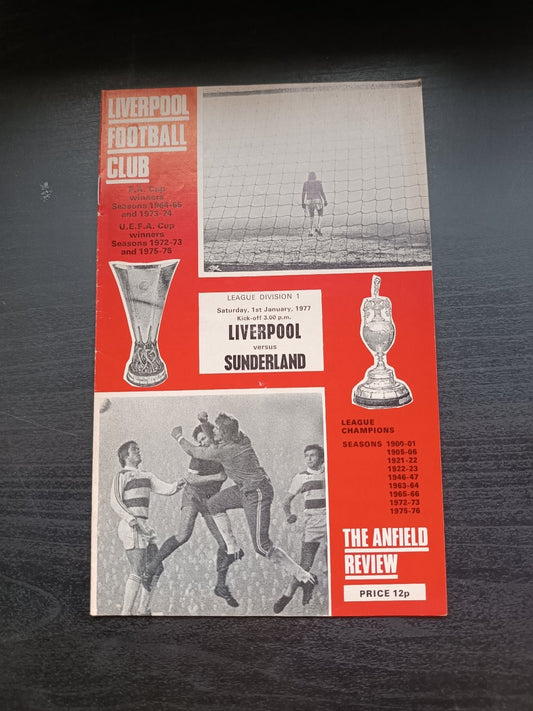 LIVERPOOL
FOOTBALL
CLUB
F.A. Cup
winners
Seasons 1964-65
and 1973-74
U.E.F.A. Cup
winners
Seasons 1972-73
and 1975-76
LEAGUE DIVISION 1
Saturday, 1st January, 1977
Kick-off 3.00 p.m.
LIVERPOOL
versus
SUNDERLAND
LEAGUE
CHAMPIONS
SEASONS 1900-01
1905-06
1921-22
1922-23
1946-47
1963-64
1965-66
1972-73
1975-76
THE ANFIELD
REVIEW
PRICE 12p